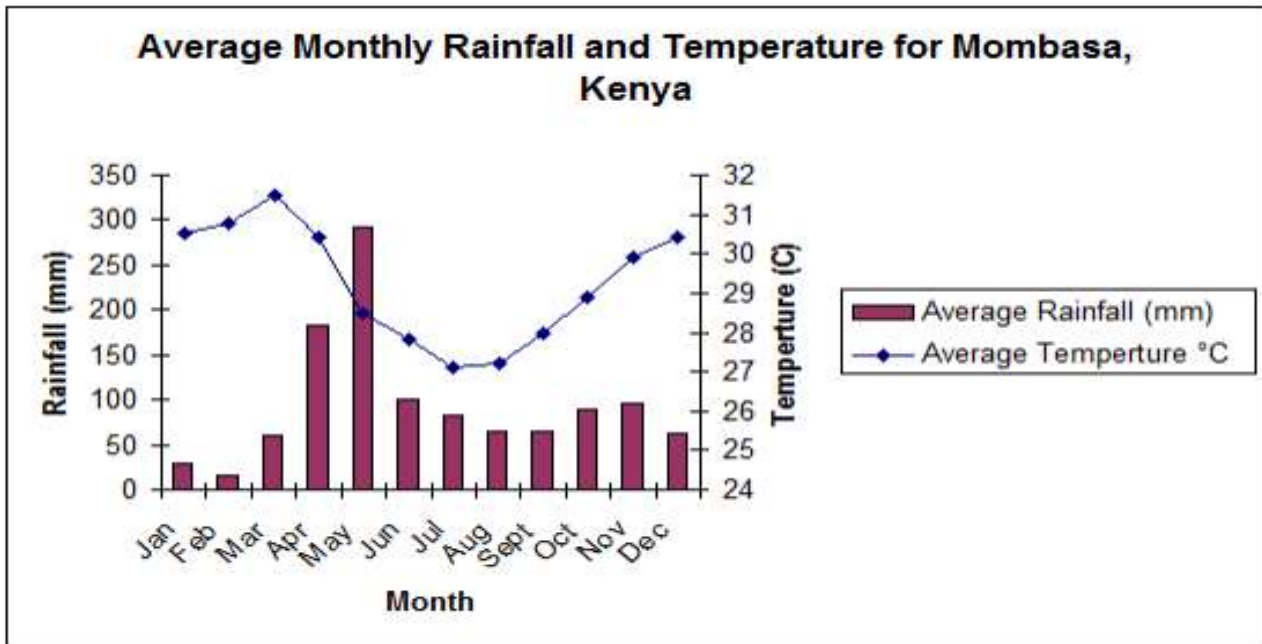 Average Monthly Rainfall and Temperature for Mombasa,
Kenya
Rainfall (mm)
350
300
250
200
150
100
50
0
32
31
30
29
28
27
26
25
24
Temperture (C)
Jan
Feb
Mar
Apr
May
Jun
Jul
Aug
Sept
Oct
Nov
Dec
Month
Average Rainfall (mm)
Average Temperture °C